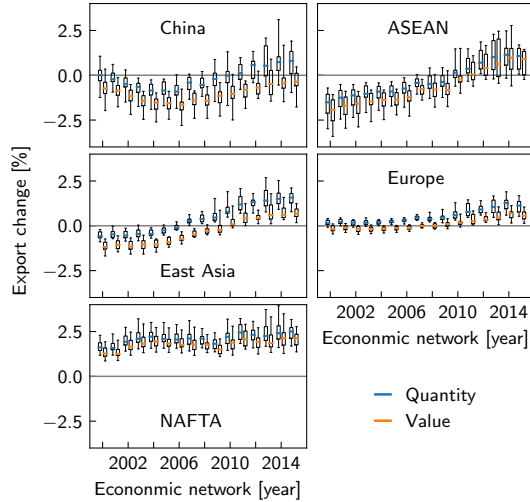 China
ASEAN
2.5
0.0
−2.5
East Asia
Europe
2.5
0.0
−2.5
2002 2006 2010 2014
Econonmic network [year]
NAFTA
2.5
0.0
−2.5
2002 2006 2010 2014
Econonmic network [year]
Export change [%]
Quantity
Value